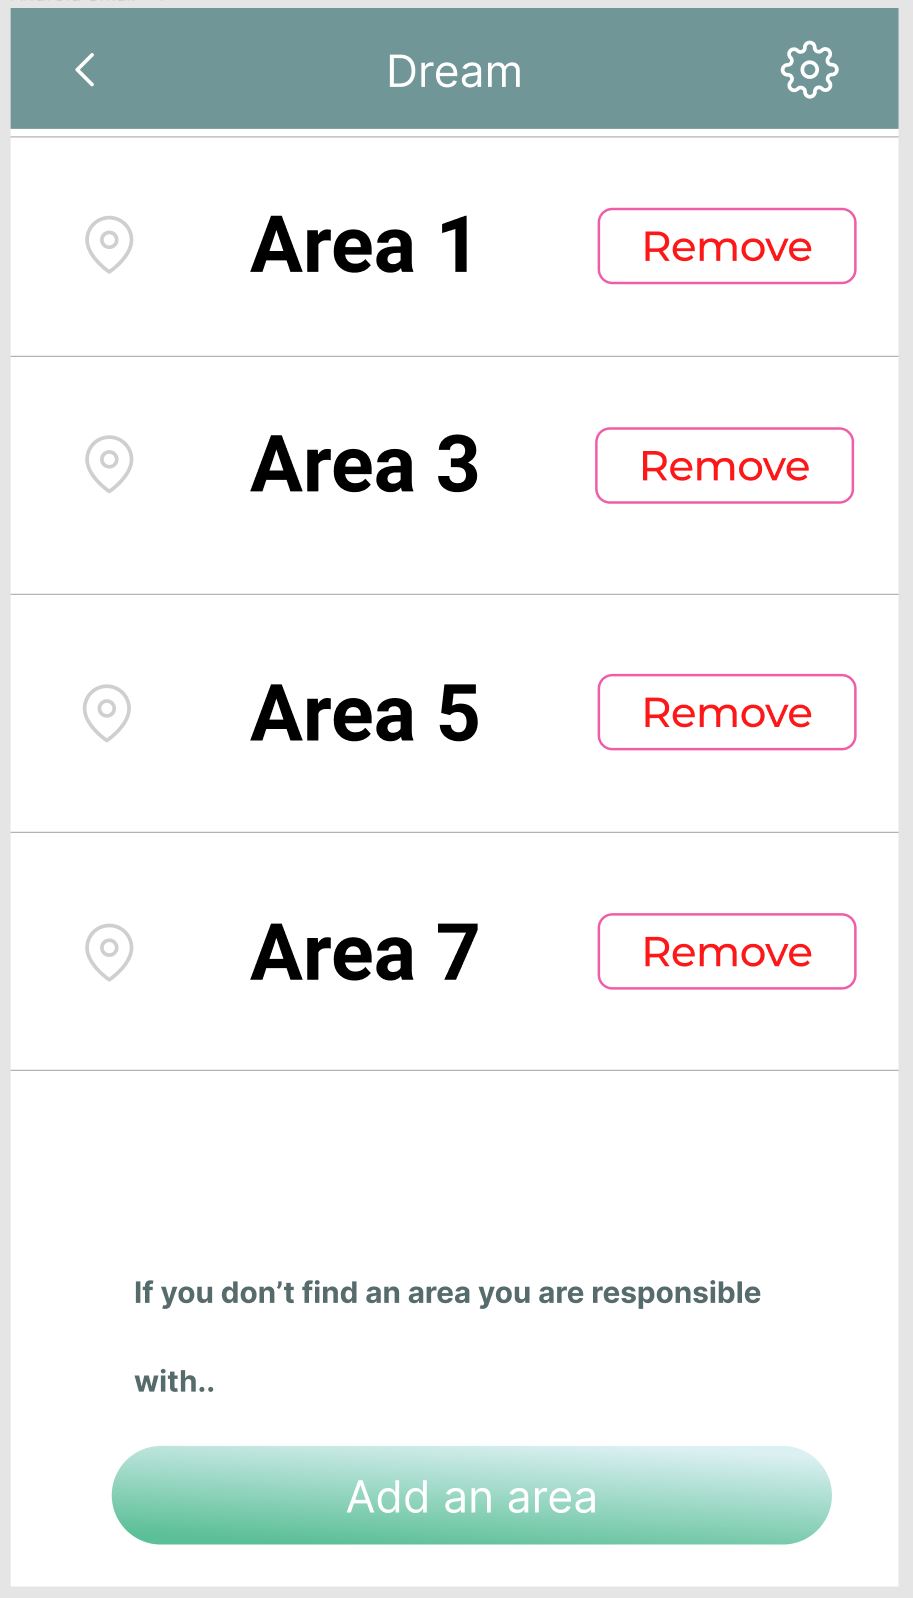 Dream
Area 1
Remove
Area 3
Remove
Area 5
Remove
Area 7
Remove
If you don’t find an area you are responsible
with..
Add an area